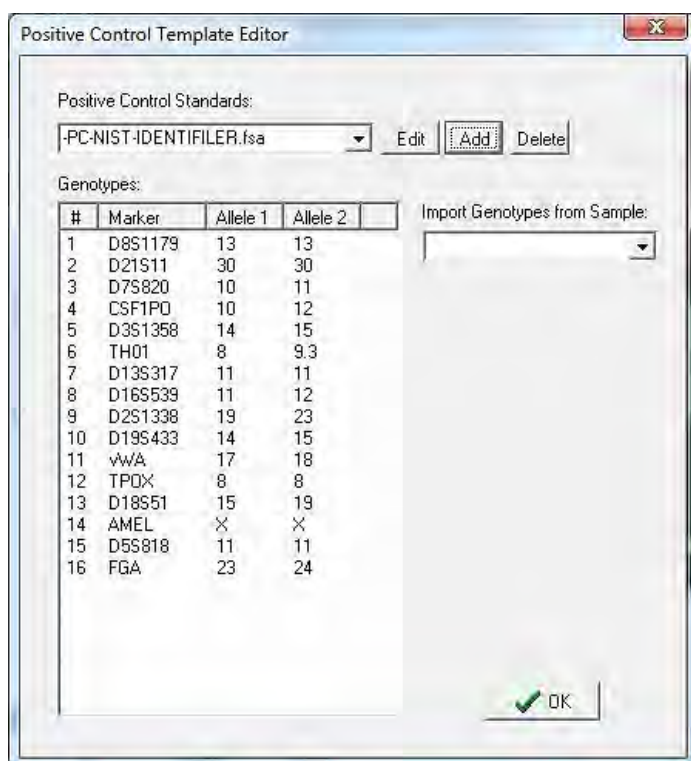 Positive Control Template Editor
Positive Control Standards:
-PC-NIST-IDENTIFILER.fsa Edit Add Delete
Genotypes:
Import Genotypes from Sample:
# Marker Allele 1 Allele 2
1 D8S1179 13 13
2 D21S11 30 30
3 D7S820 10 11
4 CSF1PO 10 12
5 D3S1358 14 15
6 TH01 8 9.3
7 D13S317 11 11
8 D16S539 11 12
9 D2S1338 19 23
10 D19S433 14 15
11 vWA 17 18
12 TPOX 8 8
13 D18S51 15 19
14 AMEL X X
15 D5S818 11 11
16 FGA 23 24
OK